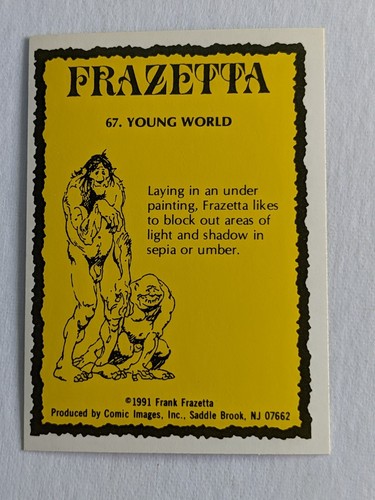 FRAZETTA
67. YOUNG WORLD
Laying in an under
painting, Frazetta likes
to block out areas of
light and shadow in
sepia or umber.
©1991 Frank Frazetta
Produced by Comic Images, Inc., Saddle Brook, NJ 07662